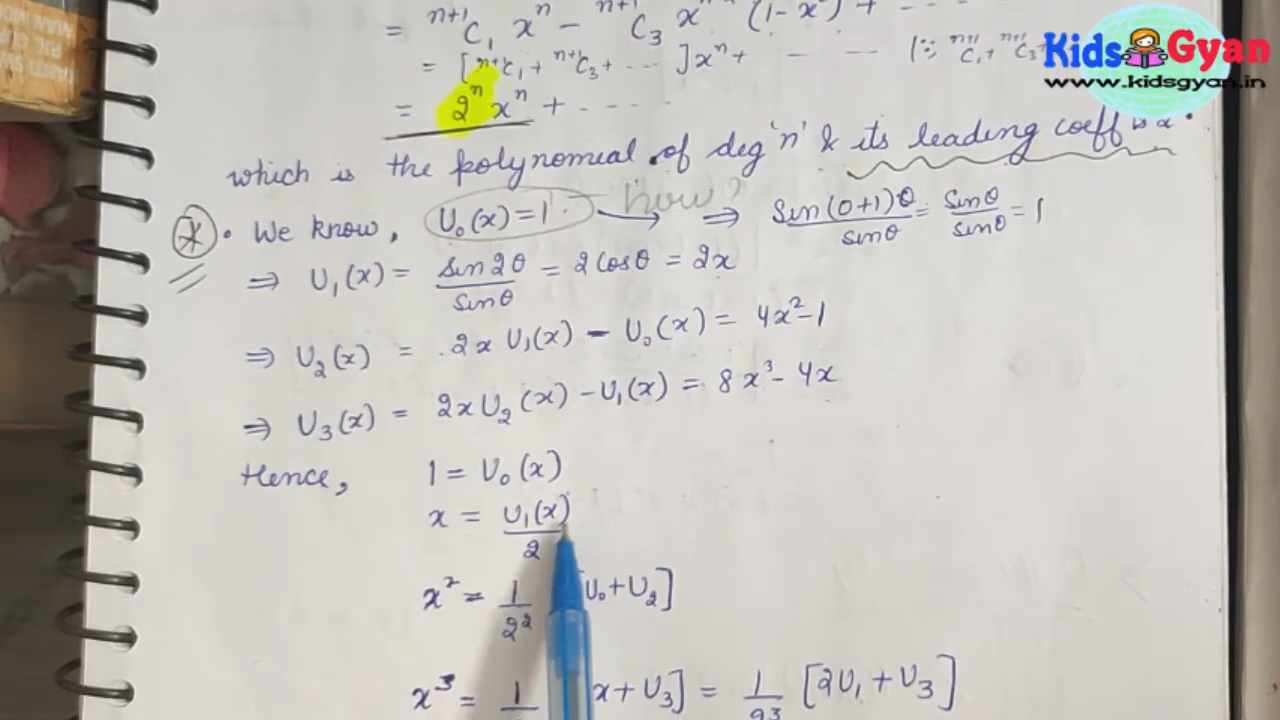 = ⁿ⁺¹C₁ xⁿ - ⁿ⁺¹C₃ x (1-x²) + - - -
= [ⁿ⁺¹C₁ + ⁿ⁺¹C₃ + ...] xⁿ + - - - | ∵ ⁿ⁺¹C₁ + ⁿ⁺¹C₃ +
= 2ⁿ xⁿ + - - - -
which is the polynomial of deg 'n' & its leading coeff is 2ⁿ.
* • We know, U₀(x) = 1. → how? ⇒ Sin(0+1)θ/sinθ = Sinθ/sinθ = 1
⇒ U₁(x) = Sin2θ/Sinθ = 2Cosθ = 2x
⇒ U₂(x) = 2x U₁(x) - U₀(x) = 4x²-1
⇒ U₃(x) = 2x U₂(x) - U₁(x) = 8x³ - 4x
Hence, 1 = U₀(x)
x = U₁(x)/2
x² = 1/2² [U₀ + U₂]
x³ = 1 x + U₃] = 1/2³ [2U₁ + U₃]
Kids Gyan
www.kidsgyan.in